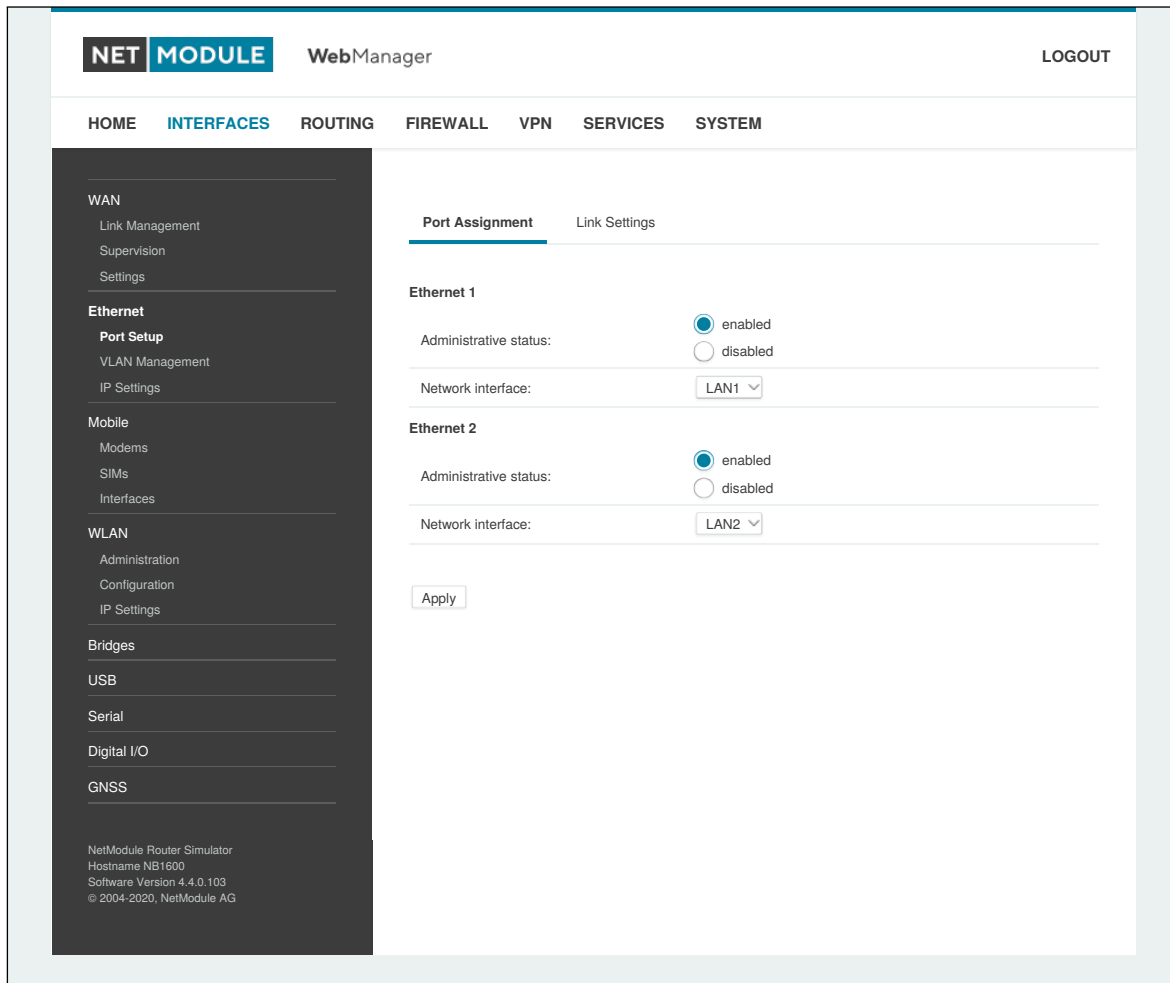 NET MODULE WebManager LOGOUT
HOME INTERFACES ROUTING FIREWALL VPN SERVICES SYSTEM
WAN
Link Management
Supervision
Settings
Ethernet
Port Setup
VLAN Management
IP Settings
Mobile
Modems
SIMs
Interfaces
WLAN
Administration
Configuration
IP Settings
Bridges
USB
Serial
Digital I/O
GNSS
NetModule Router Simulator
Hostname NB1600
Software Version 4.4.0.103
© 2004-2020, NetModule AG
Port Assignment Link Settings
Ethernet 1
Administrative status:
enabled
disabled
Network interface: LAN1
Ethernet 2
Administrative status:
enabled
disabled
Network interface: LAN2
Apply